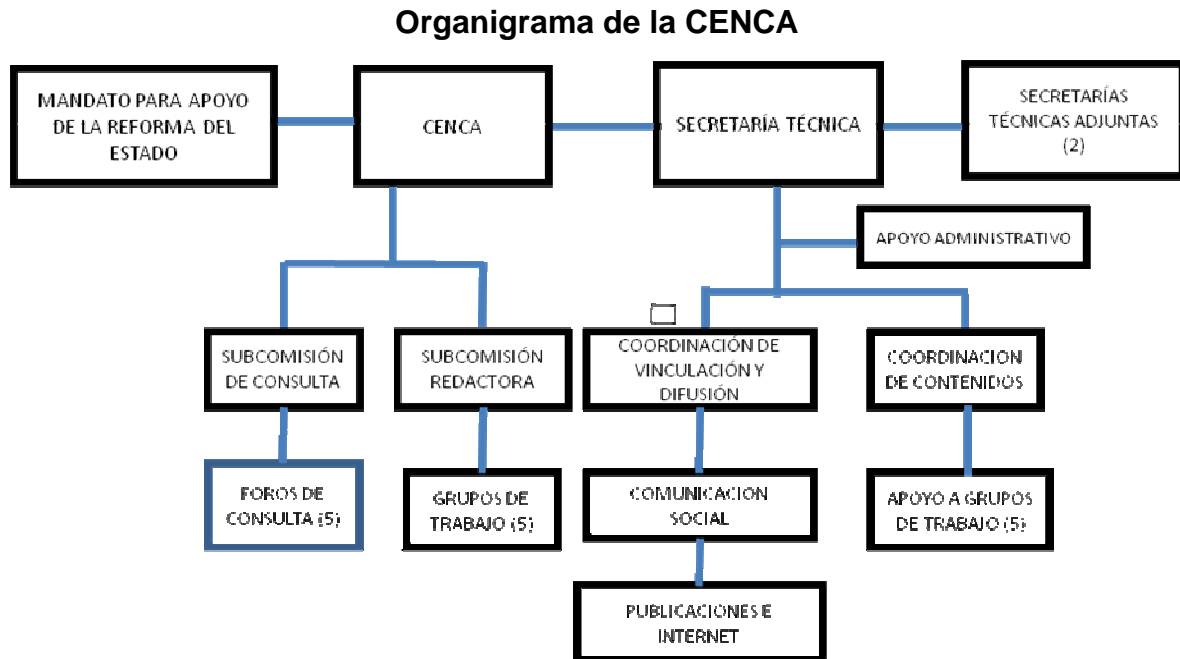 Organigrama de la CENCA
MANDATO PARA APOYO
DE LA REFORMA DEL
ESTADO
CENCA
SECRETARÍA TÉCNICA
SECRETARÍAS
TÉCNICAS ADJUNTAS
(2)
APOYO ADMINISTRATIVO
SUBCOMISIÓN
DE CONSULTA
SUBCOMISIÓN
REDACTORA
COORDINACIÓN DE
VINCULACIÓN Y
DIFUSIÓN
COORDINACION
DE CONTENIDOS
FOROS DE
CONSULTA (5)
GRUPOS DE
TRABAJO (5)
COMUNICACION
SOCIAL
APOYO A GRUPOS
DE TRABAJO (5)
PUBLICACIONES E
INTERNET